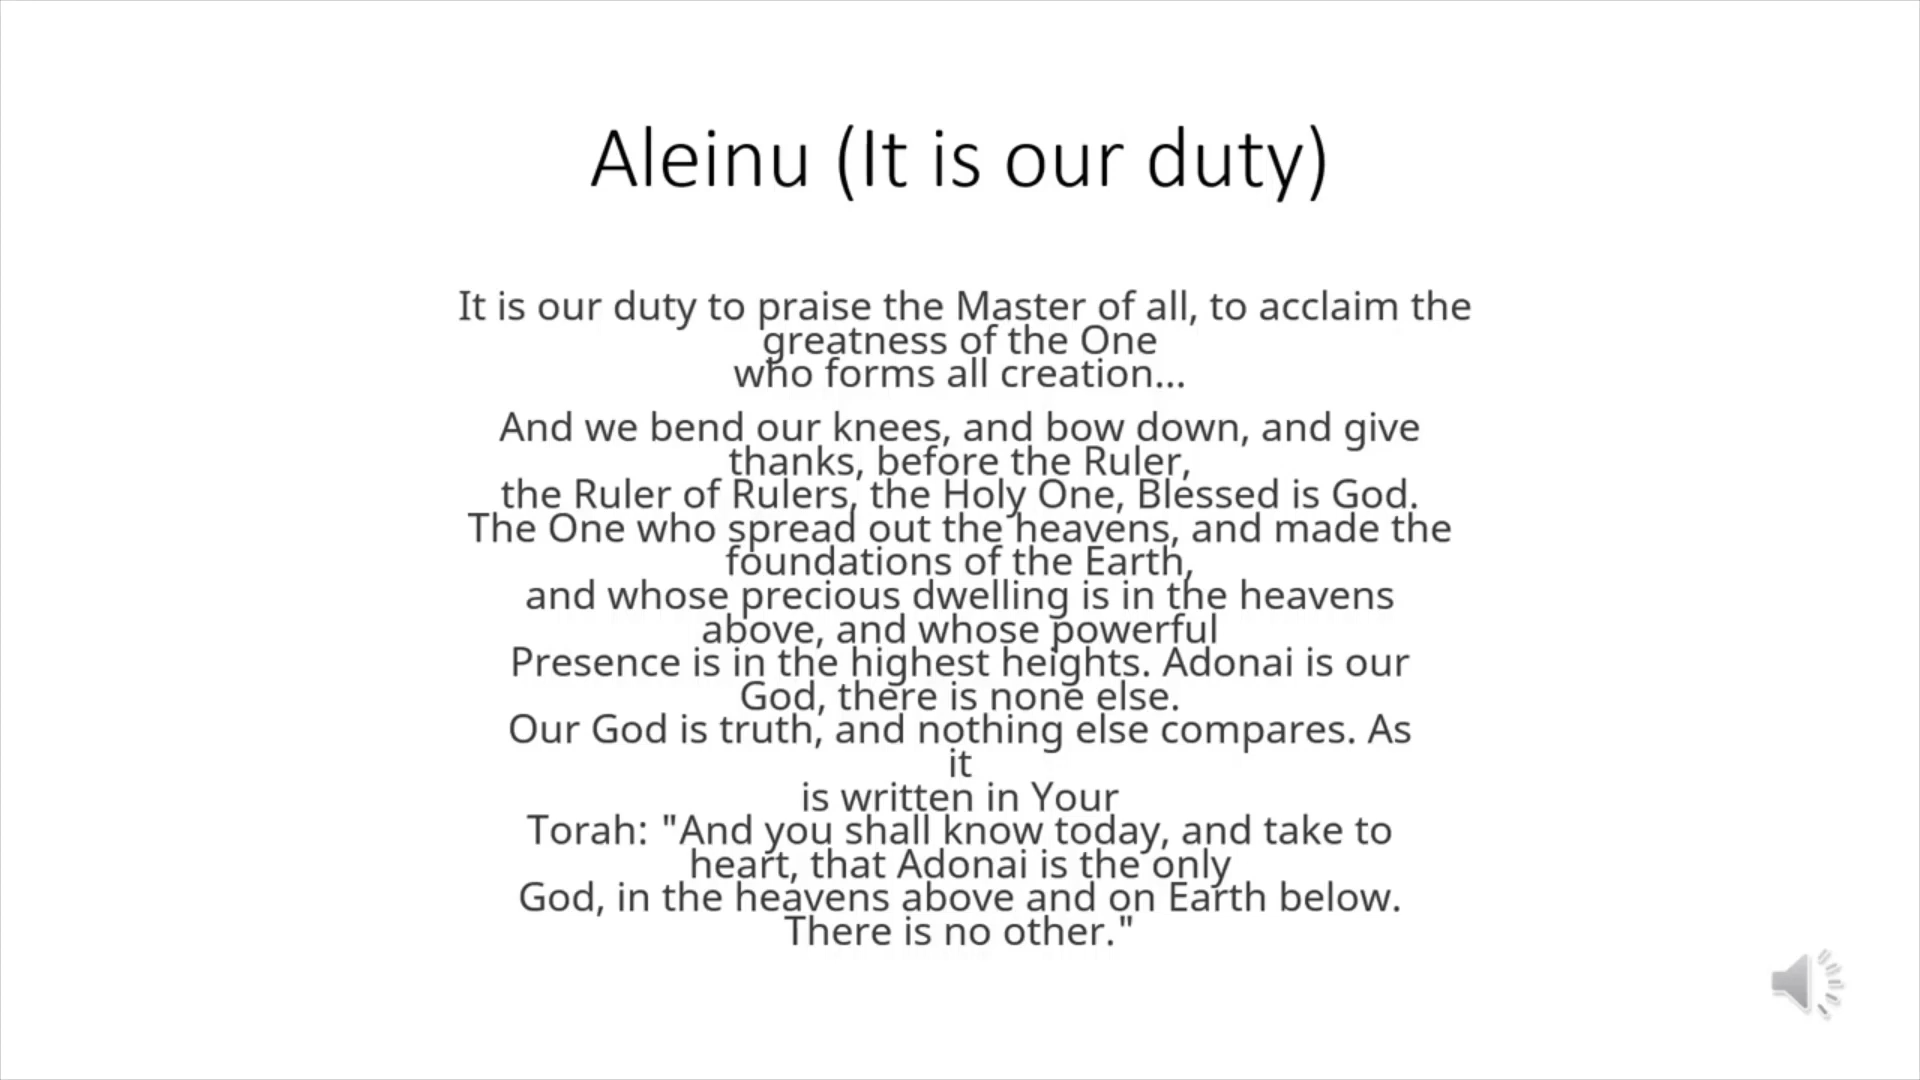 Aleinu (It is our duty)
It is our duty to praise the Master of all, to acclaim the
greatness of the One
who forms all creation...
And we bend our knees, and bow down, and give
thanks, before the Ruler,
the Ruler of Rulers, the Holy One, Blessed is God.
The One who spread out the heavens, and made the
foundations of the Earth,
and whose precious dwelling is in the heavens
above, and whose powerful
Presence is in the highest heights. Adonai is our
God, there is none else.
Our God is truth, and nothing else compares. As
it
is written in Your
Torah: "And you shall know today, and take to
heart, that Adonai is the only
God, in the heavens above and on Earth below.
There is no other."